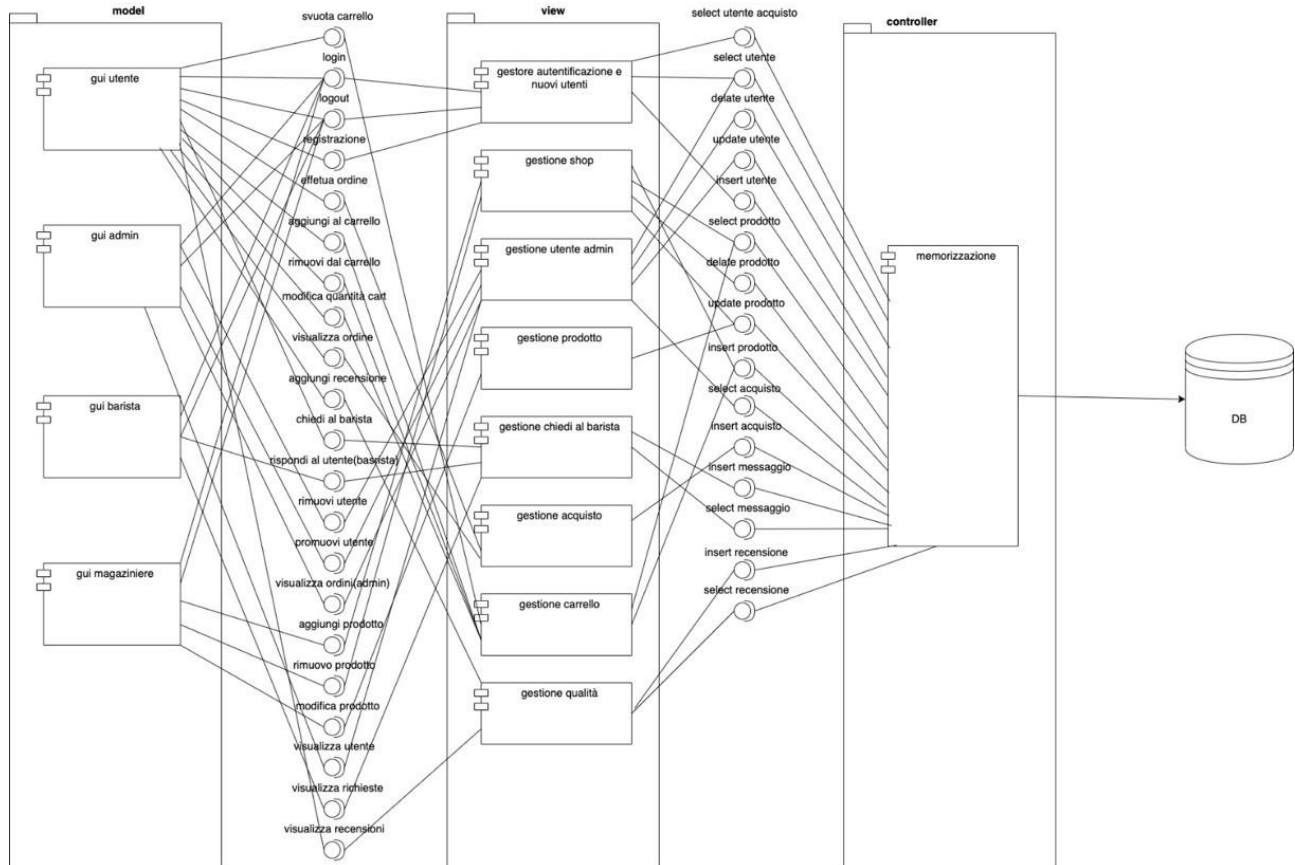 model
gui utente
gui admin
gui barista
gui magaziniere
svuota carrello
login
logout
registrazione
effetua ordine
aggiungi al carrello
rimuovi dal carrello
modifica quantità cart
visualizza ordine
aggiungi recensione
chiedi al barista
rispondi al utente(basrista)
rimuovi utente
promuovi utente
visualizza ordini(admin)
aggiungi prodotto
rimuovo prodotto
modifica prodotto
visualizza utente
visualizza richieste
visualizza recensioni
view
gestore autentificazione e
nuovi utenti
gestione shop
gestione utente admin
gestione prodotto
gestione chiedi al barista
gestione acquisto
gestione carrello
gestione qualità
select utente acquisto
select utente
delate utente
update utente
insert utente
select prodotto
delate prodotto
update prodotto
insert prodotto
select acquisto
insert acquisto
insert messaggio
select messaggio
insert recensione
select recensione
controller
memorizzazione
DB